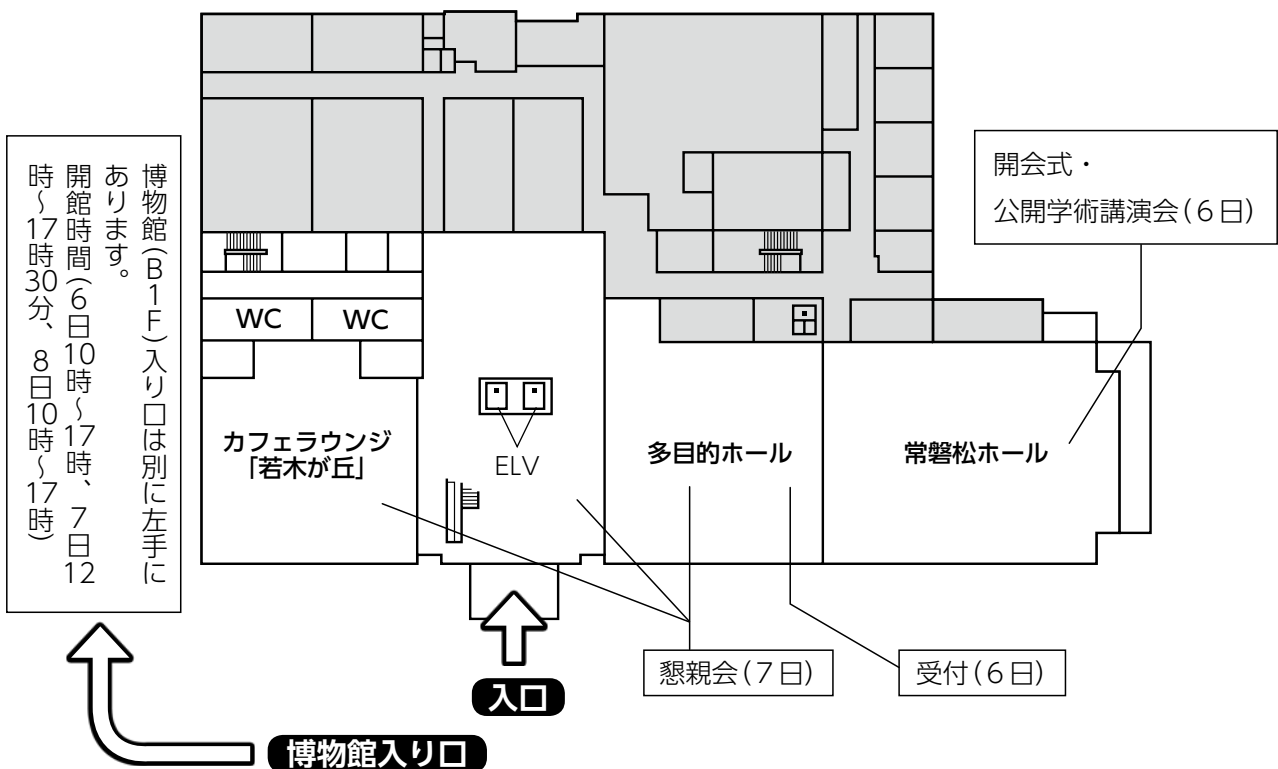 博物館(B1F)入り口は別に左手に
あります。
開館時間(6日10時～17時、7日12
時～17時30分、8日10時～17時)
開会式・
公開学術講演会(6日)
WC
WC
カフェラウンジ
「若木が丘」
ELV
多目的ホール
常磐松ホール
懇親会(7日)
受付(6日)
入口
博物館入り口